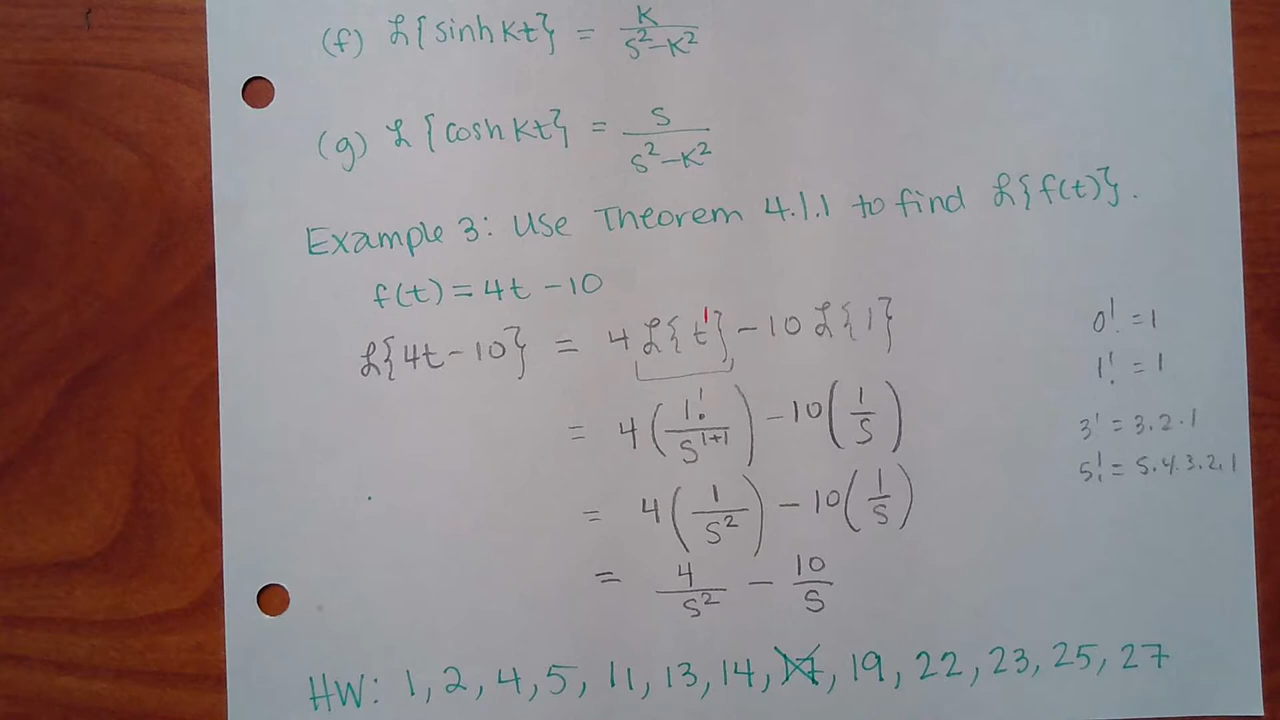 (f) ℒ{sinh kt} = k/(s²-k²)
(g) ℒ{cosh kt} = s/(s²-k²)
Example 3: Use Theorem 4.1.1 to find ℒ{f(t)}.
f(t) = 4t - 10
ℒ{4t - 10} = 4ℒ{t¹} - 10ℒ{1}
= 4(1!/s¹⁺¹) - 10(1/s)
= 4(1/s²) - 10(1/s)
= 4/s² - 10/s
0! = 1
1! = 1
3! = 3.2.1
5! = 5.4.3.2.1
HW: 1, 2, 4, 5, 11, 13, 14, 19, 22, 23, 25, 27